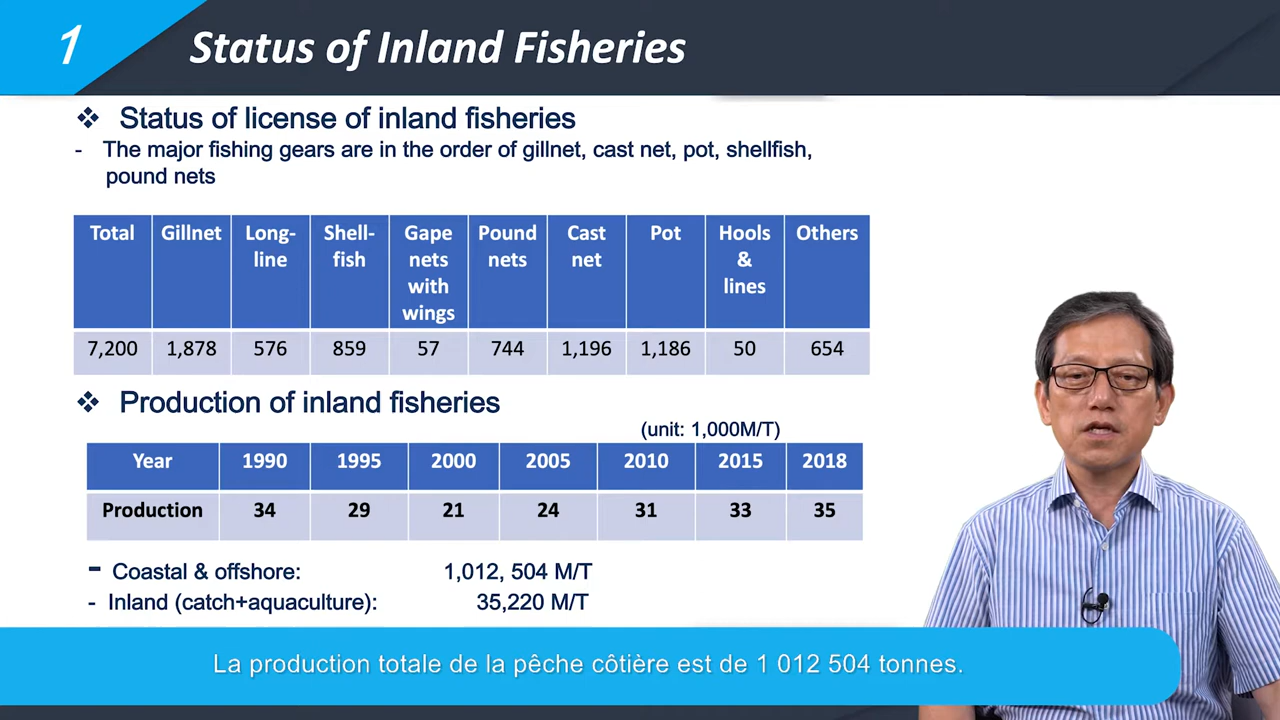 1
Status of Inland Fisheries
❖ Status of license of inland fisheries
- The major fishing gears are in the order of gillnet, cast net, pot, shellfish,
pound nets
Total Gillnet Long-line Shell-fish Gape nets with wings Pound nets Cast net Pot Hools & lines Others
7,200 1,878 576 859 57 744 1,196 1,186 50 654
❖ Production of inland fisheries
(unit: 1,000M/T)
Year 1990 1995 2000 2005 2010 2015 2018
Production 34 29 21 24 31 33 35
- Coastal & offshore: 1,012, 504 M/T
- Inland (catch+aquaculture): 35,220 M/T
La production totale de la pêche côtière est de 1 012 504 tonnes.